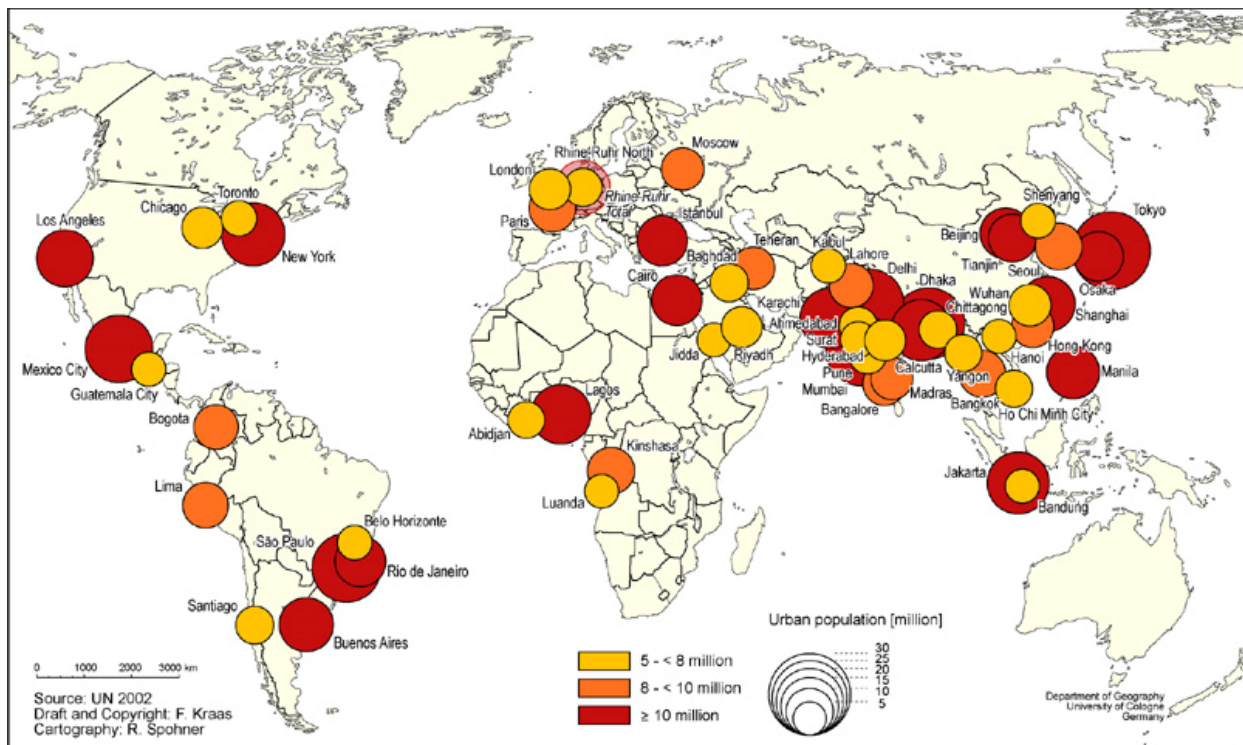 Rhine-Ruhr North
Moscow
London
Rhine-Ruhr
Total
Paris
Istanbul
Toronto
Chicago
Los Angeles
New York
Shenyang
Tokyo
Beijing
Teheran
Kabul
Lahore
Baghdad
Delhi
Dhaka
Tianjin
Seoul
Cairo
Wuhan
Osaka
Karachi
Chittagong
Shanghai
Ahmedabad
Surat
Jidda
Riyadh
Hyderabad
Hong Kong
Hanoi
Calcutta
Mexico City
Pune
Yangon
Manila
Guatemala City
Mumbai
Madras
Bangkok
Lagos
Bangalore
Ho Chi Minh City
Bogota
Abidjan
Kinshasa
Jakarta
Lima
Luanda
Bandung
Belo Horizonte
São Paulo
Rio de Janeiro
Santiago
Buenos Aires
Urban population [million]
30
25
20
15
10
5
5 - < 8 million
8 - < 10 million
≥ 10 million
0 1000 2000 3000 km
Source: UN 2002
Draft and Copyright: F. Kraas
Cartography: R. Spohner
Department of Geography
University of Cologne
Germany